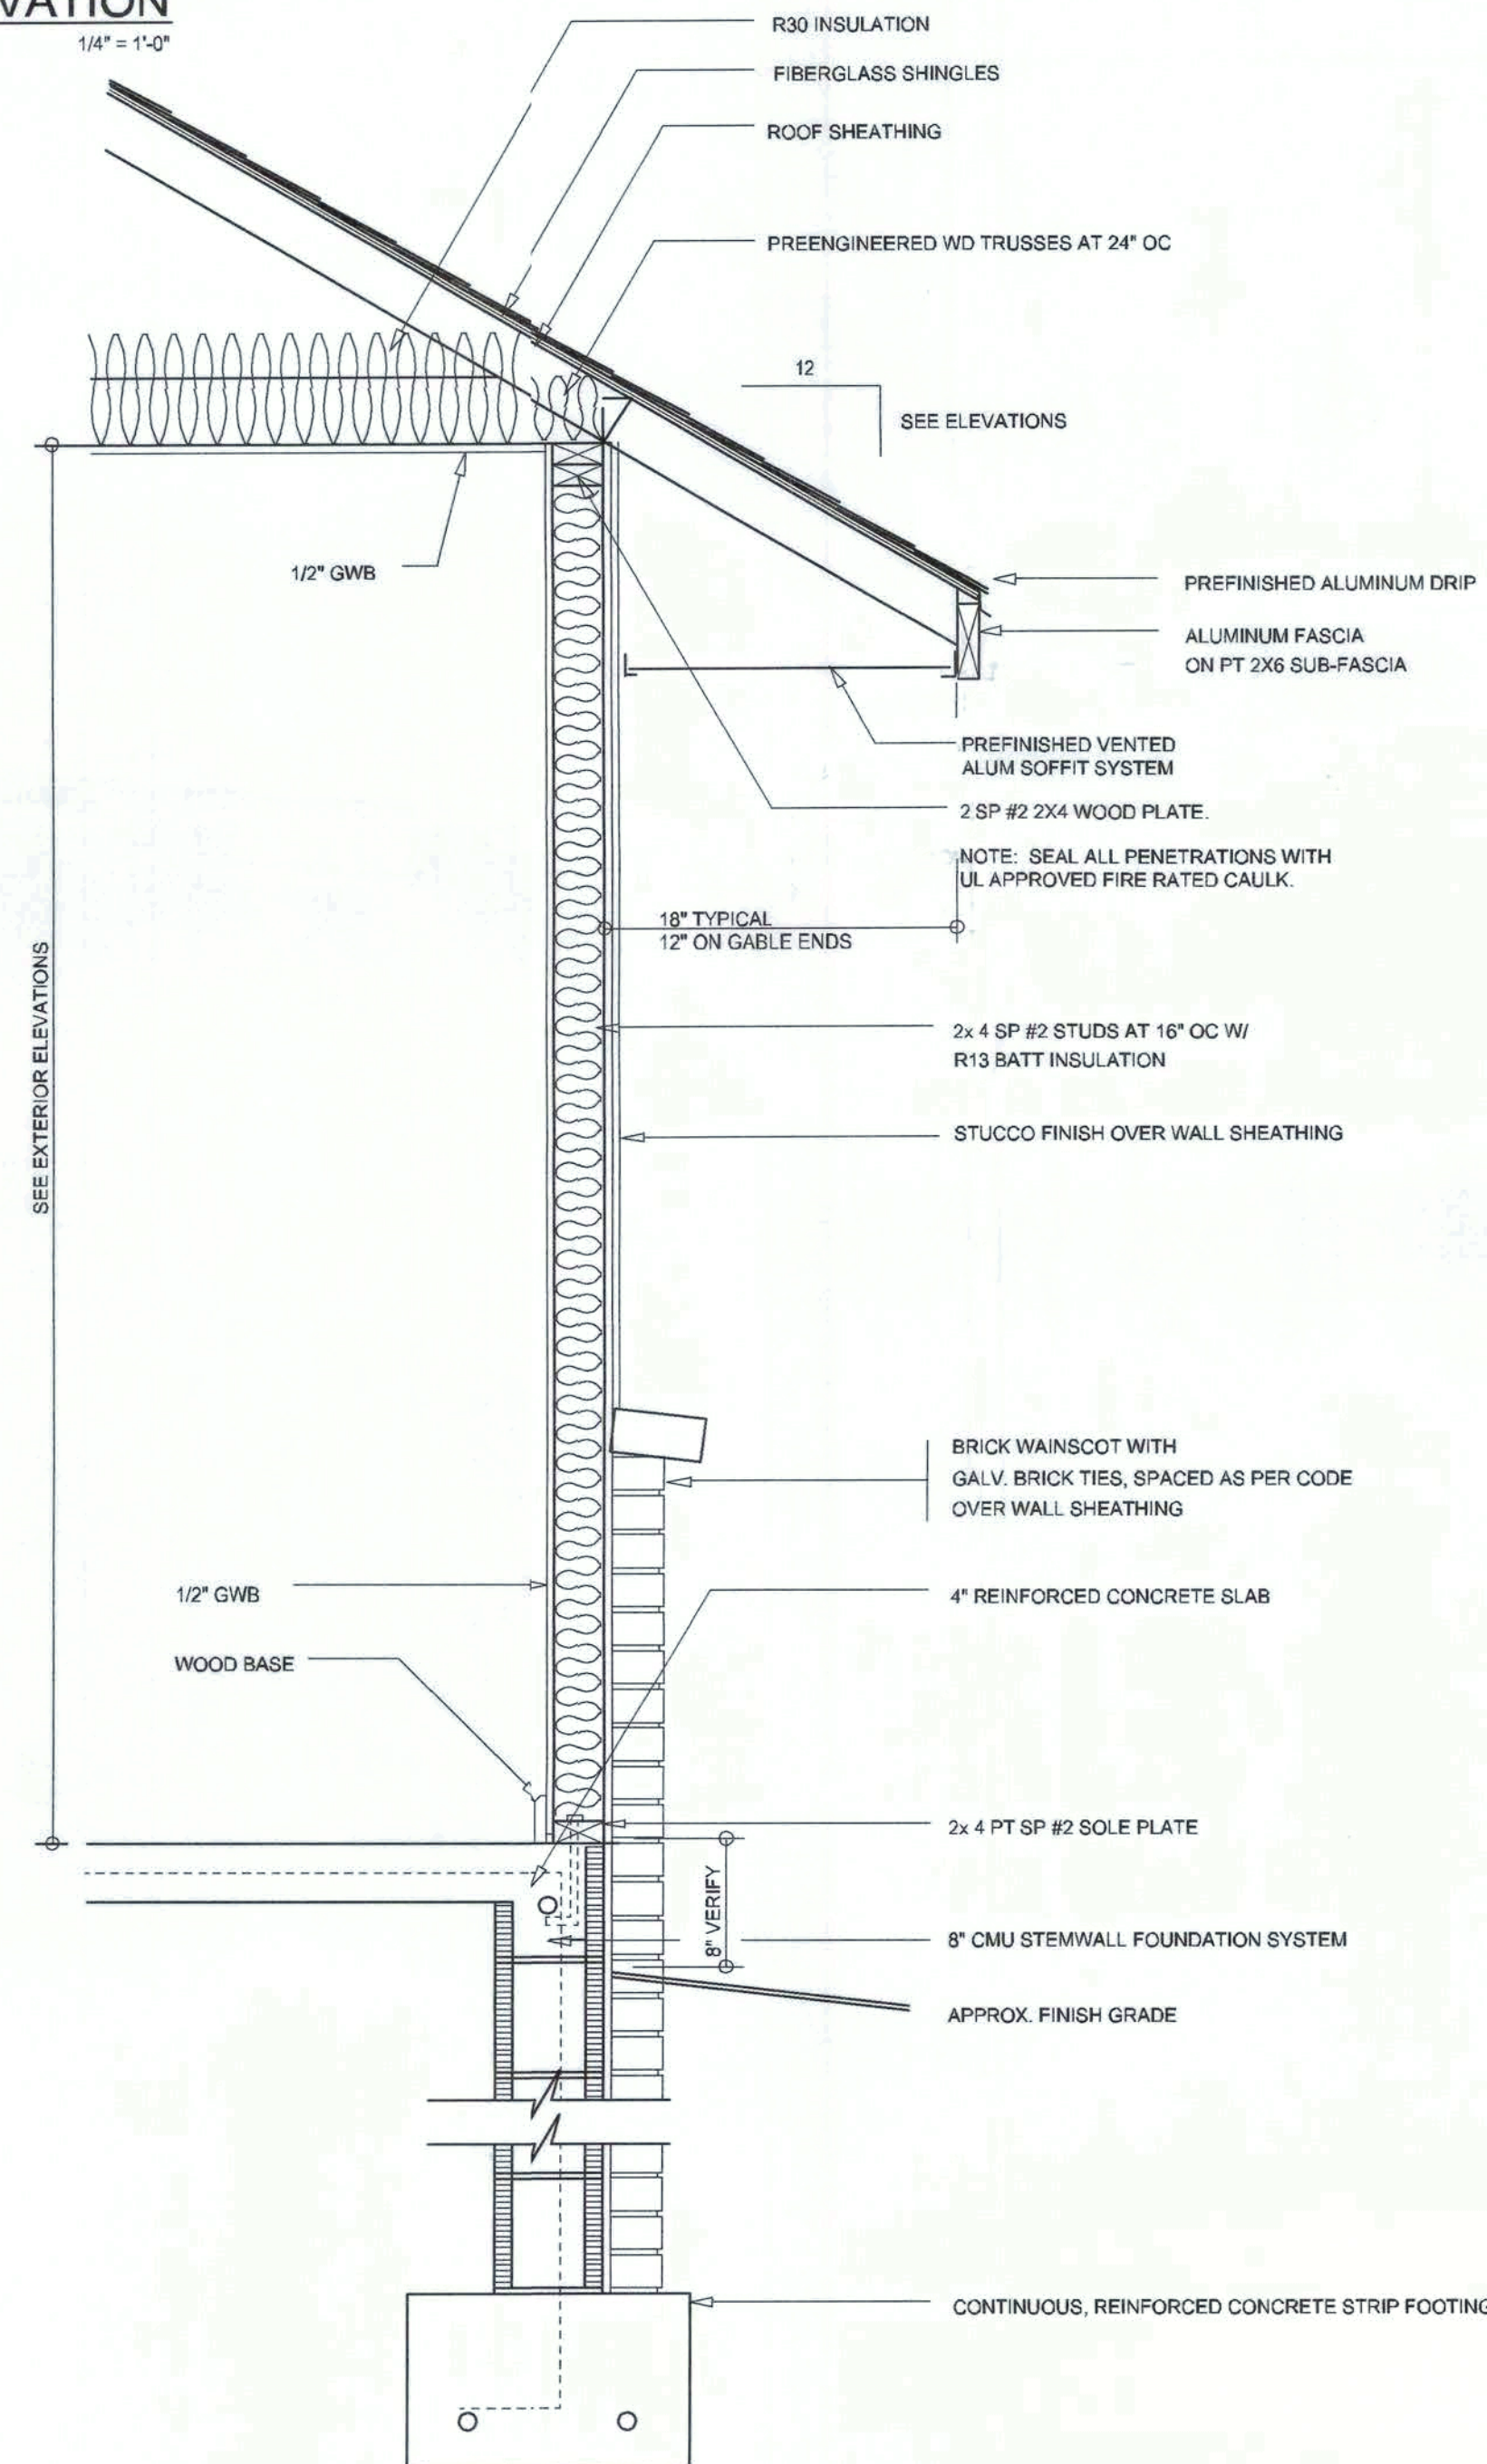 VATION
1/4" = 1'-0"
R30 INSULATION
FIBERGLASS SHINGLES
ROOF SHEATHING
PREENGINEERED WD TRUSSES AT 24" OC
12
SEE ELEVATIONS
1/2" GWB
PREFINISHED ALUMINUM DRIP
ALUMINUM FASCIA
ON PT 2X6 SUB-FASCIA
PREFINISHED VENTED
ALUM SOFFIT SYSTEM
2 SP #2 2X4 WOOD PLATE.
NOTE: SEAL ALL PENETRATIONS WITH
UL APPROVED FIRE RATED CAULK.
18" TYPICAL
12" ON GABLE ENDS
SEE EXTERIOR ELEVATIONS
2x 4 SP #2 STUDS AT 16" OC W/
R13 BATT INSULATION
STUCCO FINISH OVER WALL SHEATHING
BRICK WAINSCOT WITH
GALV. BRICK TIES, SPACED AS PER CODE
OVER WALL SHEATHING
1/2" GWB
4" REINFORCED CONCRETE SLAB
WOOD BASE
2x 4 PT SP #2 SOLE PLATE
8" VERIFY
8" CMU STEMWALL FOUNDATION SYSTEM
APPROX. FINISH GRADE
CONTINUOUS, REINFORCED CONCRETE STRIP FOOTING